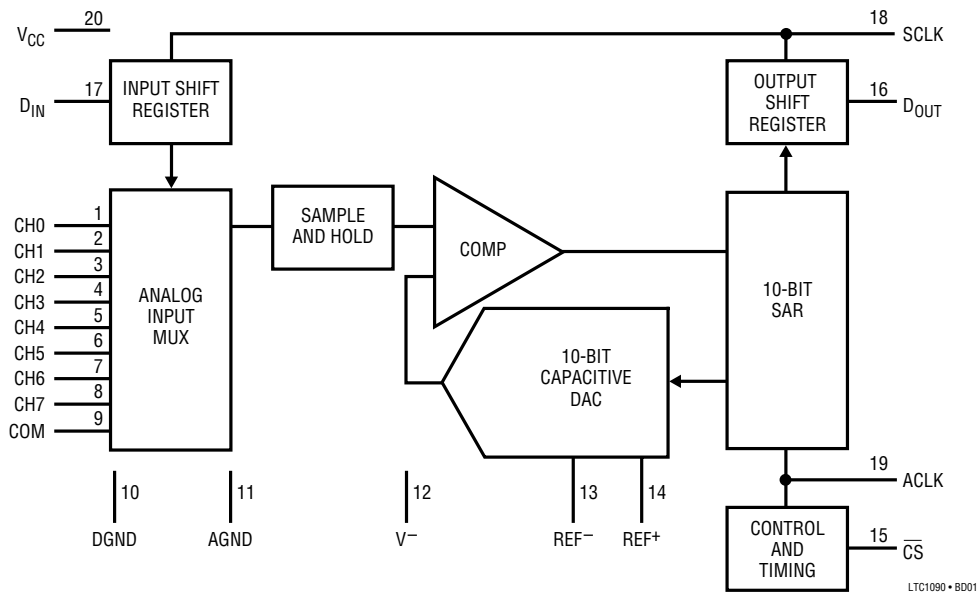 VCC 20
18 SCLK
DIN 17
INPUT SHIFT
REGISTER
OUTPUT
SHIFT
REGISTER
16 DOUT
CH0 1
CH1 2
CH2 3
CH3 4
CH4 5
CH5 6
CH6 7
CH7 8
COM 9
ANALOG
INPUT
MUX
SAMPLE
AND HOLD
COMP
10-BIT
SAR
10-BIT
CAPACITIVE
DAC
10
DGND
11
AGND
12
V–
13
REF–
14
REF+
19 ACLK
CONTROL
AND
TIMING
15 C̅S̅
LTC1090 • BD01